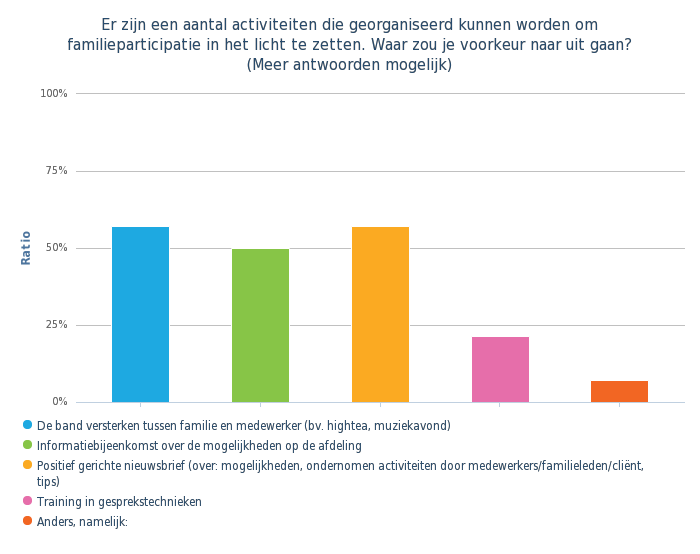 Er zijn een aantal activiteiten die georganiseerd kunnen worden om
familieparticipatie in het licht te zetten. Waar zou je voorkeur naar uit gaan?
(Meer antwoorden mogelijk)
100%
75%
50%
25%
0%
Ratio
De band versterken tussen familie en medewerker (bv. hightea, muziekavond)
Informatiebijeenkomst over de mogelijkheden op de afdeling
Positief gerichte nieuwsbrief (over: mogelijkheden, ondernomen activiteiten door medewerkers/familieleden/cliënt,
tips)
Training in gesprekstechnieken
Anders, namelijk: